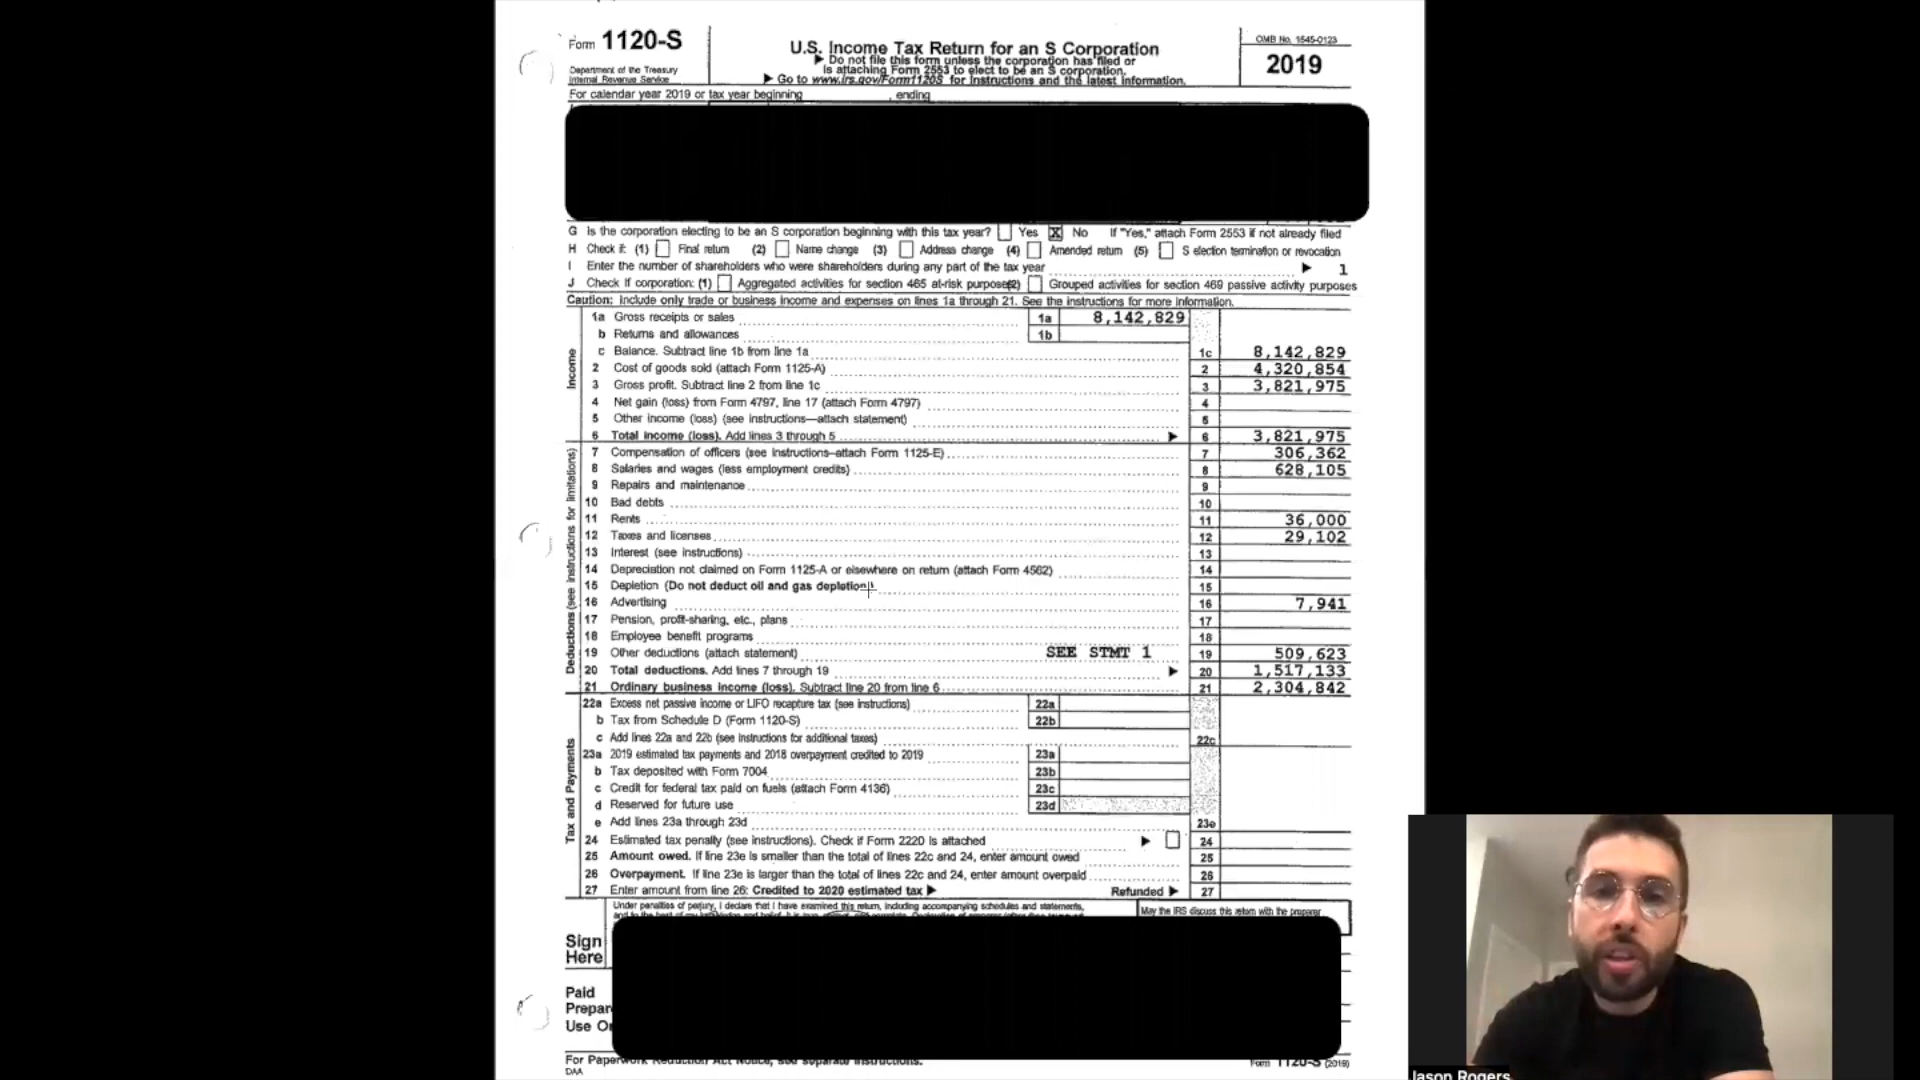 Form 1120-S
U.S. Income Tax Return for an S Corporation
OMB No. 1545-0123
▶ Do not file this form unless the corporation has filed or
is attaching Form 2553 to elect to be an S corporation.
2019
Department of the Treasury
Internal Revenue Service
▶ Go to www.irs.gov/Form1120S for instructions and the latest information.
For calendar year 2019 or tax year beginning , ending
G Is the corporation electing to be an S corporation beginning with this tax year? Yes X No If "Yes," attach Form 2553 if not already filed
H Check if: (1) Final return (2) Name change (3) Address change (4) Amended return (5) S election termination or revocation
I Enter the number of shareholders who were shareholders during any part of the tax year ▶ 1
J Check if corporation: (1) Aggregated activities for section 465 at-risk purposes (2) Grouped activities for section 469 passive activity purposes
Caution: Include only trade or business income and expenses on lines 1a through 21. See the instructions for more information.
Income
1a Gross receipts or sales 1a 8,142,829
b Returns and allowances 1b
c Balance. Subtract line 1b from line 1a 1c 8,142,829
2 Cost of goods sold (attach Form 1125-A) 2 4,320,854
3 Gross profit. Subtract line 2 from line 1c 3 3,821,975
4 Net gain (loss) from Form 4797, line 17 (attach Form 4797) 4
5 Other income (loss) (see instructions—attach statement) 5
6 Total income (loss). Add lines 3 through 5 ▶ 6 3,821,975
Deductions (see instructions for limitations)
7 Compensation of officers (see instructions—attach Form 1125-E) 7 306,362
8 Salaries and wages (less employment credits) 8 628,105
9 Repairs and maintenance 9
10 Bad debts 10
11 Rents 11 36,000
12 Taxes and licenses 12 29,102
13 Interest (see instructions) 13
14 Depreciation not claimed on Form 1125-A or elsewhere on return (attach Form 4562) 14
15 Depletion (Do not deduct oil and gas depletion) 15
16 Advertising 16 7,941
17 Pension, profit-sharing, etc., plans 17
18 Employee benefit programs 18
19 Other deductions (attach statement) SEE STMT 1 19 509,623
20 Total deductions. Add lines 7 through 19 ▶ 20 1,517,133
21 Ordinary business income (loss). Subtract line 20 from line 6 21 2,304,842
Tax and Payments
22a Excess net passive income or LIFO recapture tax (see instructions) 22a
b Tax from Schedule D (Form 1120-S) 22b
c Add lines 22a and 22b (see instructions for additional taxes) 22c
23a 2019 estimated tax payments and 2018 overpayment credited to 2019 23a
b Tax deposited with Form 7004 23b
c Credit for federal tax paid on fuels (attach Form 4136) 23c
d Reserved for future use 23d
e Add lines 23a through 23d 23e
24 Estimated tax penalty (see instructions). Check if Form 2220 is attached ▶ 24
25 Amount owed. If line 23e is smaller than the total of lines 22c and 24, enter amount owed 25
26 Overpayment. If line 23e is larger than the total of lines 22c and 24, enter amount overpaid 26
27 Enter amount from line 26: Credited to 2020 estimated tax ▶ Refunded ▶ 27
Under penalties of perjury, I declare that I have examined this return, including accompanying schedules and statements,
May the IRS discuss this return with the preparer
Sign
Here
Paid
Prepar
Use O
For Paperwork Reduction Act Notice, see separate instructions.
Form 1120-S (2019)
DAA
Jason Rogers